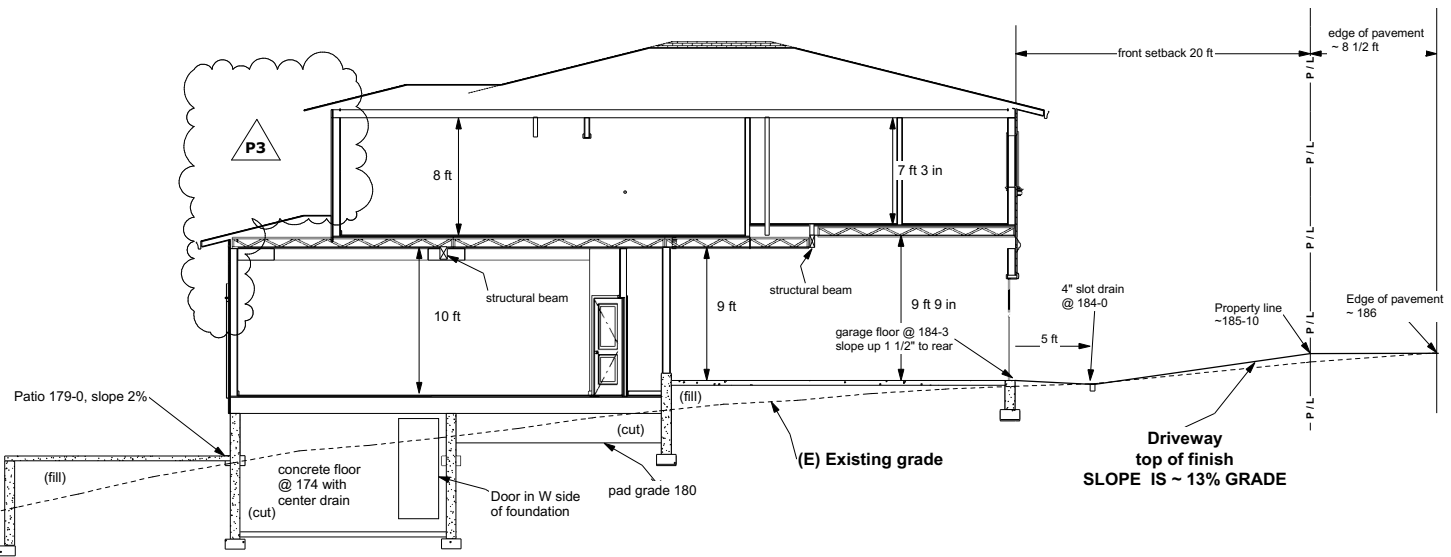 front setback 20 ft
edge of pavement
~ 8 1/2 ft
P / L
P / L
P / L
P / L
P / L
P3
8 ft
7 ft 3 in
structural beam
10 ft
9 ft
structural beam
9 ft 9 in
4" slot drain
@ 184-0
garage floor @ 184-3
slope up 1 1/2" to rear
5 ft
Property line
~185-10
Edge of pavement
~ 186
Patio 179-0, slope 2%
(fill)
(fill)
(cut)
(cut)
concrete floor
@ 174 with
center drain
Door in W side
of foundation
pad grade 180
(E) Existing grade
Driveway
top of finish
SLOPE IS ~ 13% GRADE